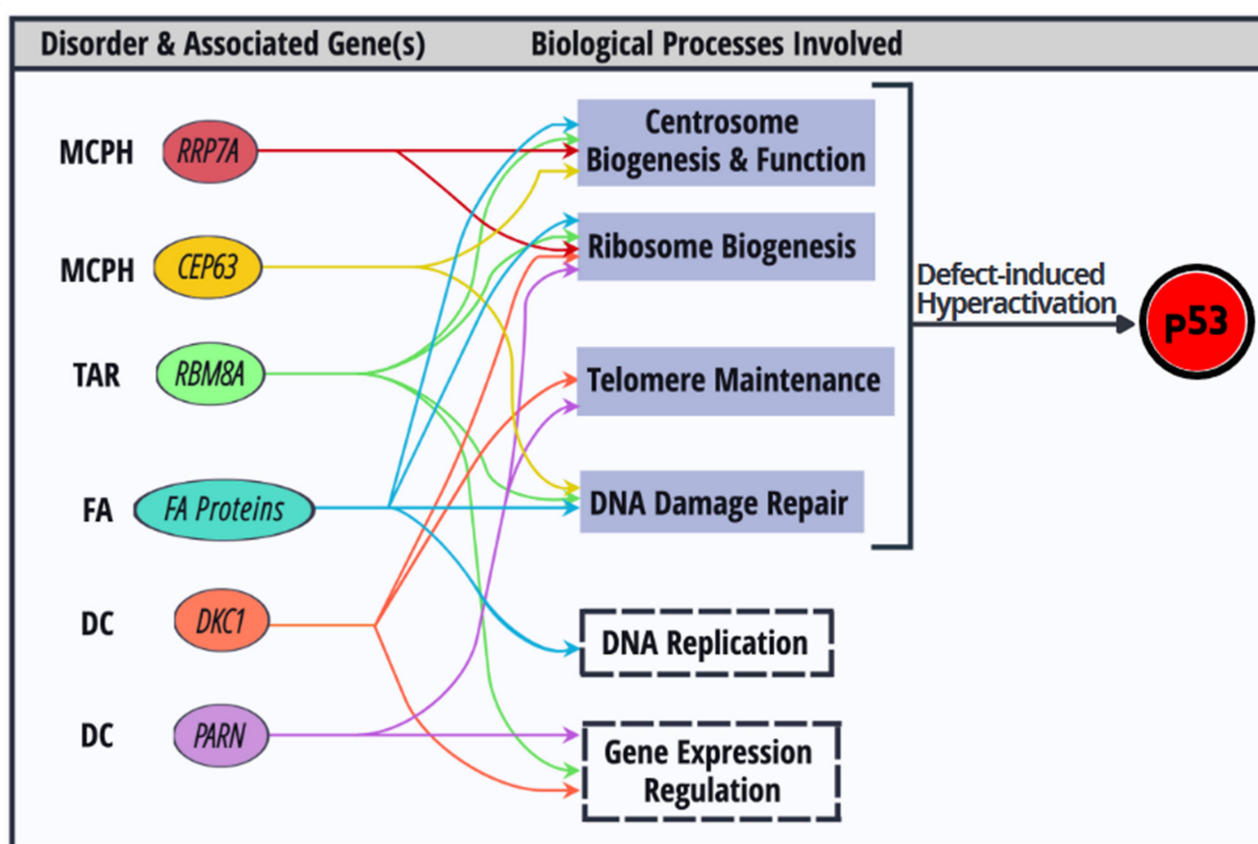 Disorder & Associated Gene(s)
Biological Processes Involved
MCPH
RRP7A
MCPH
CEP63
TAR
RBM8A
FA
FA Proteins
DC
DKC1
DC
PARN
Centrosome
Biogenesis & Function
Ribosome Biogenesis
Telomere Maintenance
DNA Damage Repair
DNA Replication
Gene Expression
Regulation
Defect-induced
Hyperactivation
p53